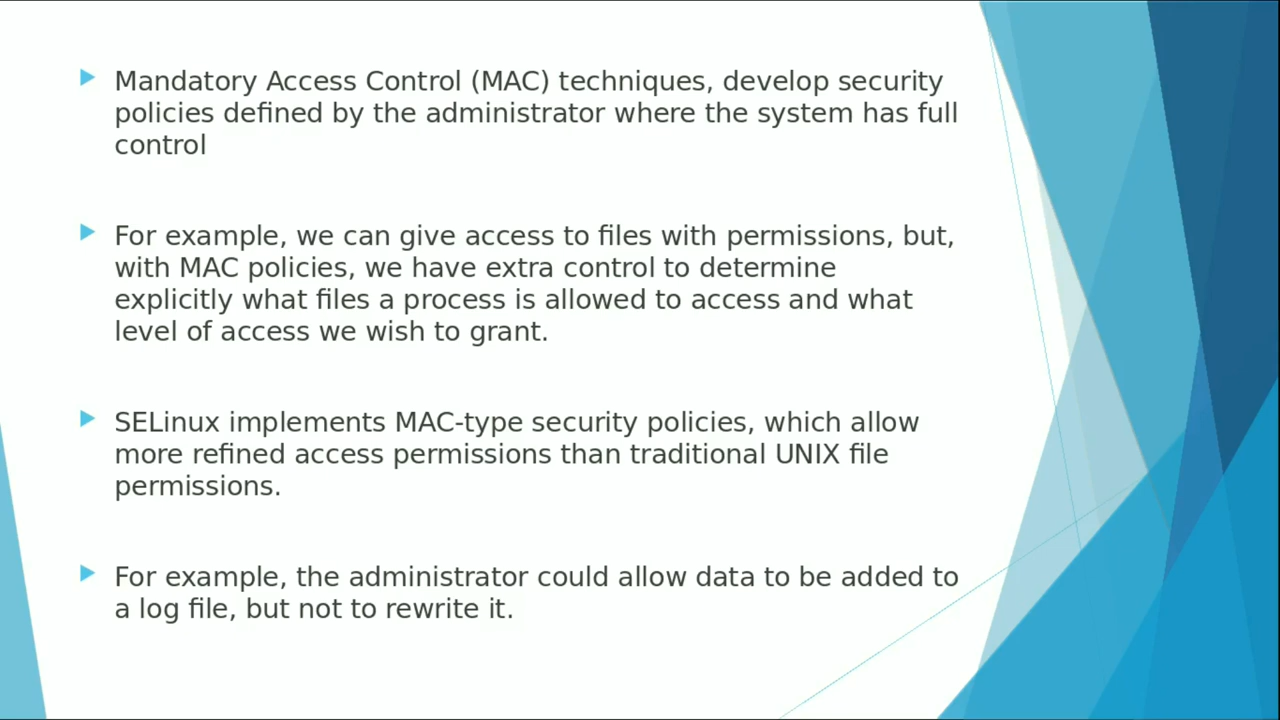 Mandatory Access Control (MAC) techniques, develop security
policies defined by the administrator where the system has full
control
For example, we can give access to files with permissions, but,
with MAC policies, we have extra control to determine
explicitly what files a process is allowed to access and what
level of access we wish to grant.
SELinux implements MAC-type security policies, which allow
more refined access permissions than traditional UNIX file
permissions.
For example, the administrator could allow data to be added to
a log file, but not to rewrite it.